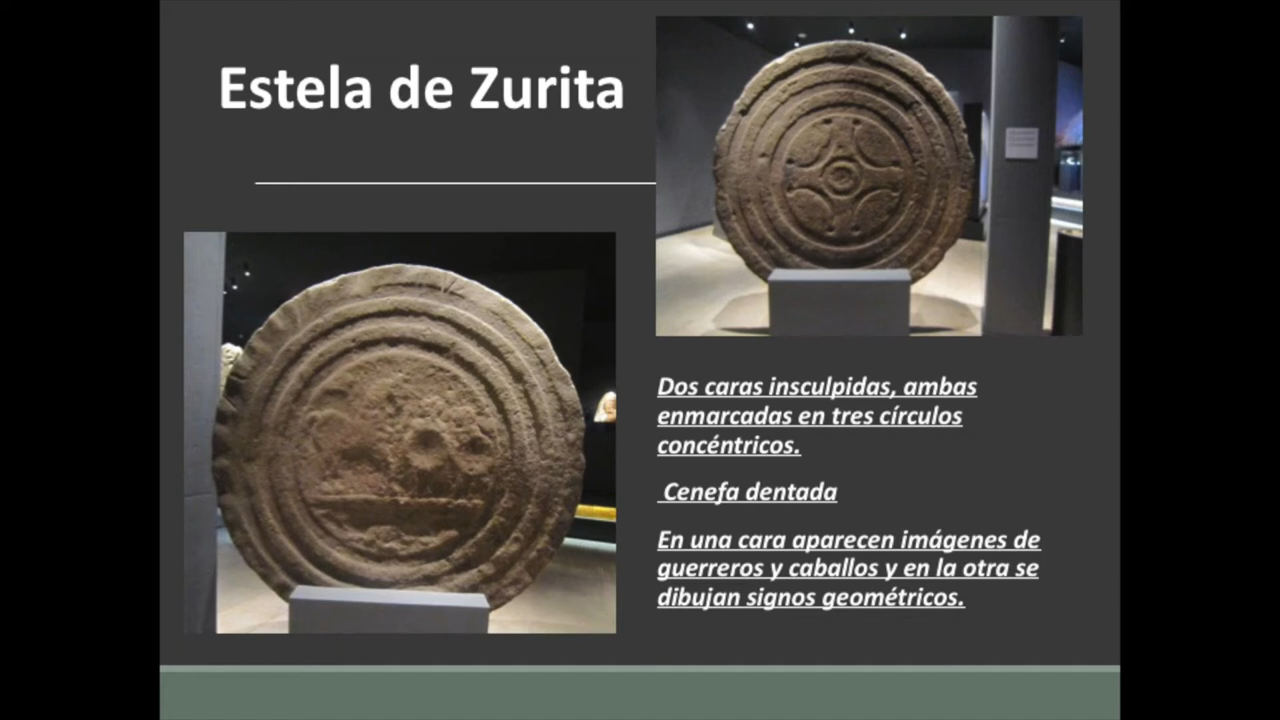 Estela de Zurita
Dos caras insculpidas, ambas
enmarcadas en tres círculos
concéntricos.
Cenefa dentada
En una cara aparecen imágenes de
guerreros y caballos y en la otra se
dibujan signos geométricos.